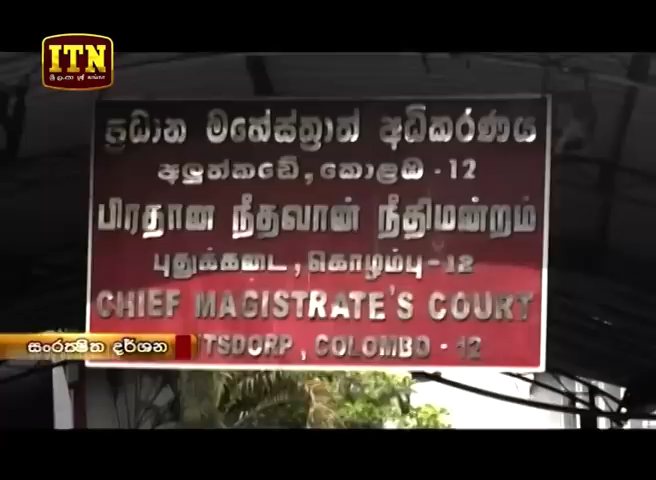 ITN
ප්‍රධාන මහේස්ත්‍රාත් අධිකරණය
අලුත්කඩේ, කොළඹ - 12
பிரதான நீதவான் நீதிமன்றம்
புதுக்கடை, கொழும்பு - 12
CHIEF MAGISTRATE'S COURT
සංරක්ෂිත දර්ශන
TSDORP, COLOMBO - 12